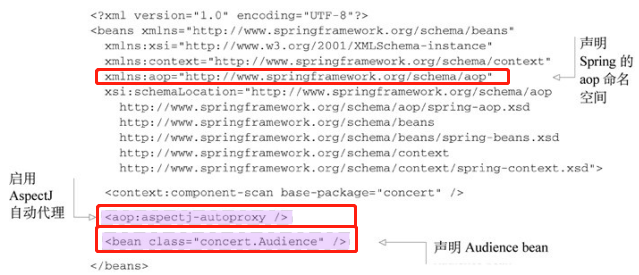 <?xml version="1.0" encoding="UTF-8"?>
<beans xmlns="http://www.springframework.org/schema/beans"
xmlns:xsi="http://www.w3.org/2001/XMLSchema-instance"
xmlns:context="http://www.springframework.org/schema/context"
xmlns:aop="http://www.springframework.org/schema/aop"
声明
Spring 的
aop 命名
空间
xsi:schemaLocation="http://www.springframework.org/schema/aop
http://www.springframework.org/schema/aop/spring-aop.xsd
http://www.springframework.org/schema/beans
http://www.springframework.org/schema/beans/spring-beans.xsd
http://www.springframework.org/schema/context
http://www.springframework.org/schema/context/spring-context.xsd">
<context:component-scan base-package="concert" />
启用
AspectJ
自动代理
<aop:aspectj-autoproxy />
<bean class="concert.Audience" />
声明 Audience bean
</beans>